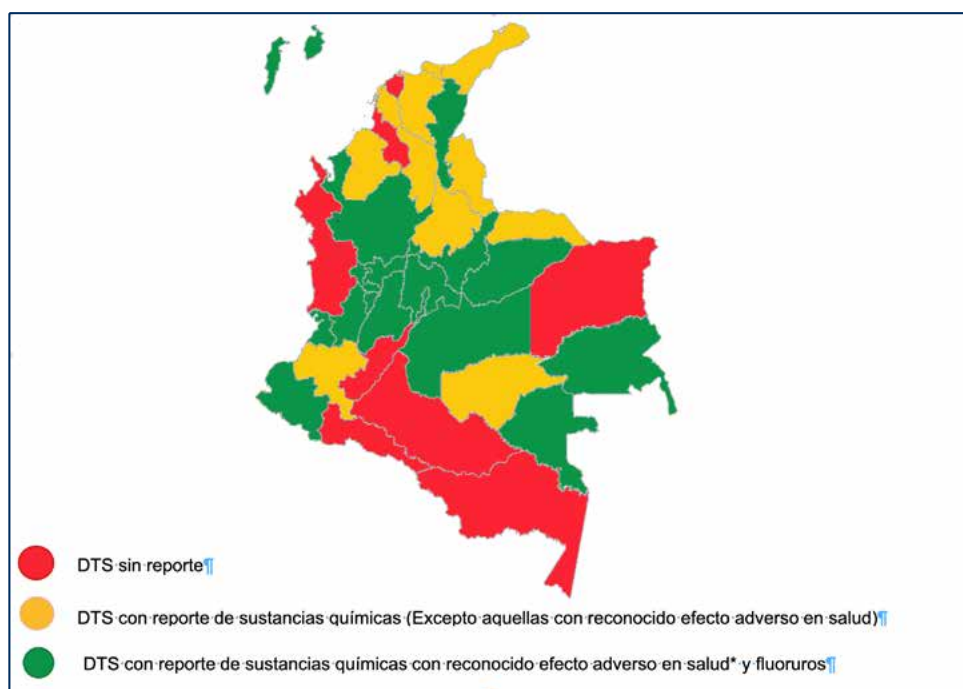 DTS·sin·reporte¶
DTS·con·reporte·de·sustancias·químicas·(Excepto·aquellas·con·reconocido·efecto·adverso·en·salud)¶
DTS·con·reporte·de·sustancias·químicas·con·reconocido·efecto·adverso·en·salud*·y·fluoruros¶